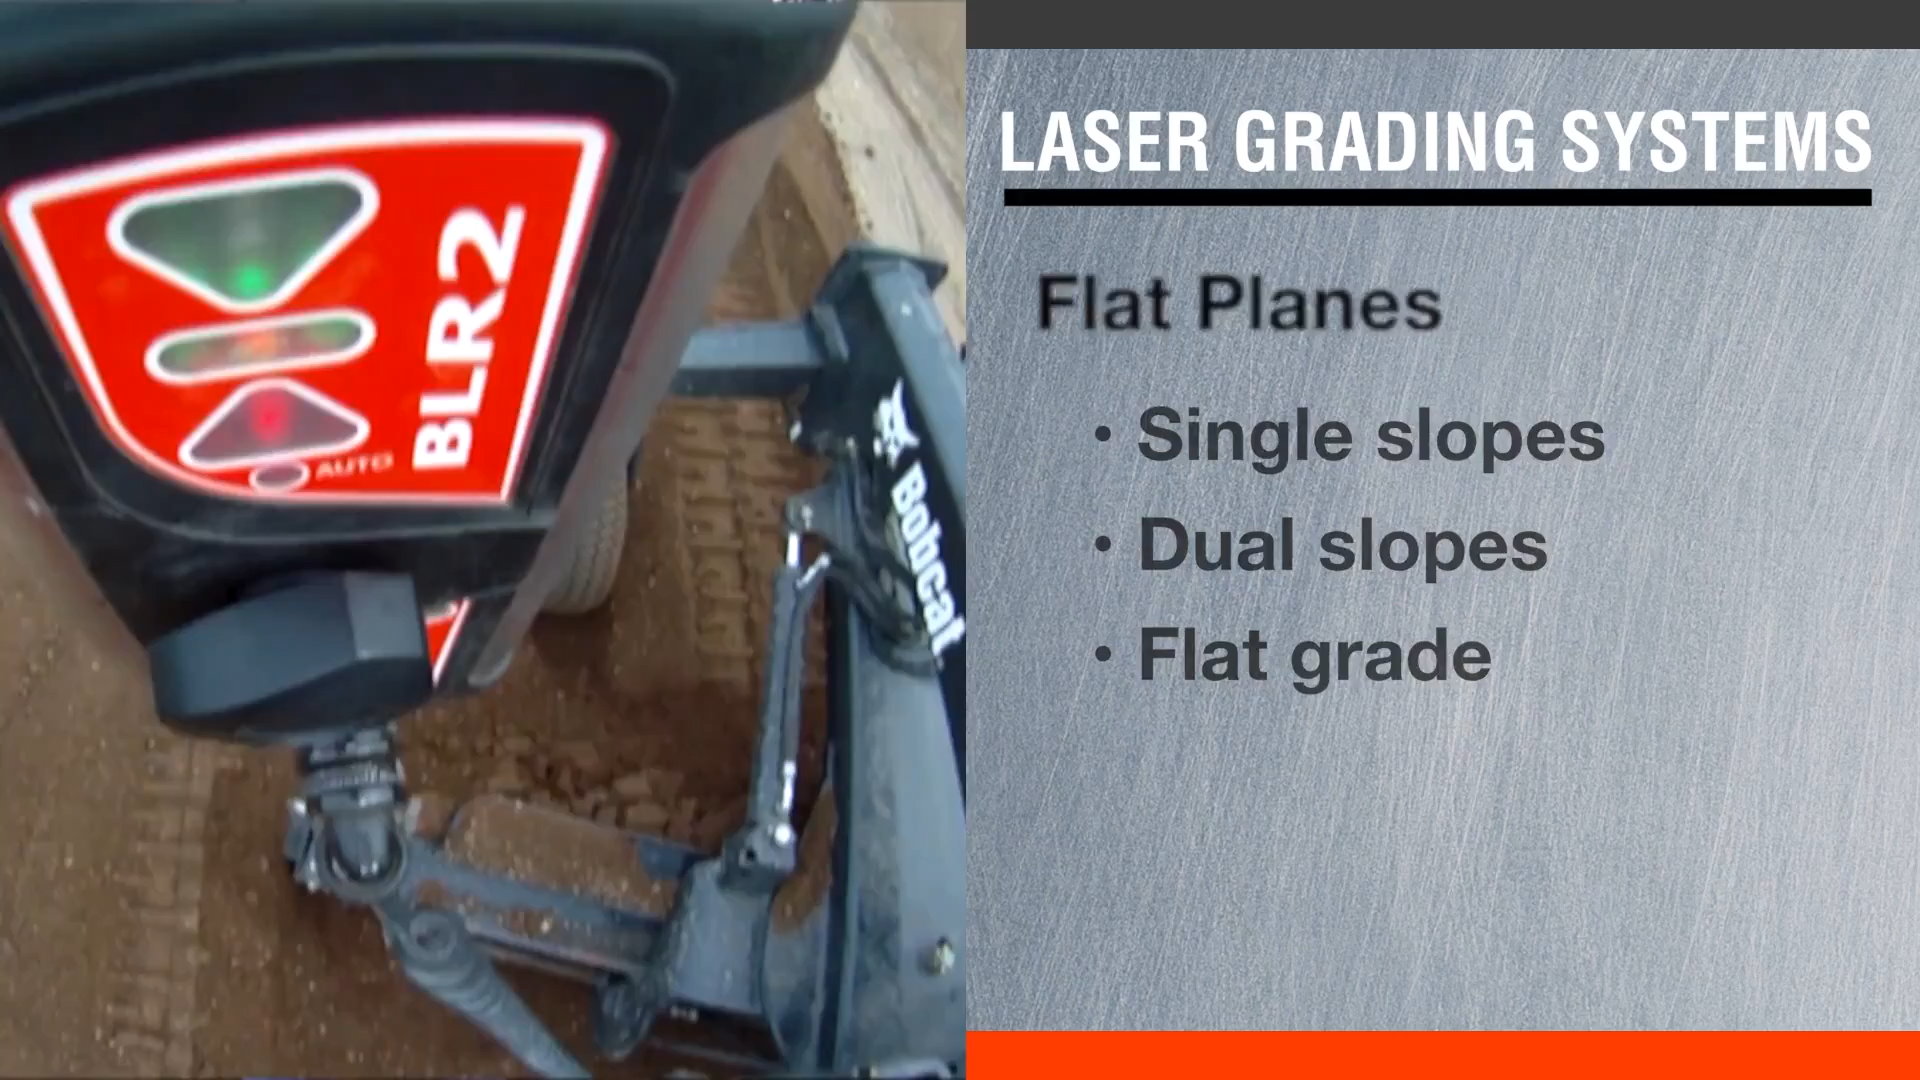 BLR2
AUTO
Bobcat
LASER GRADING SYSTEMS
Flat Planes
• Single slopes
• Dual slopes
• Flat grade